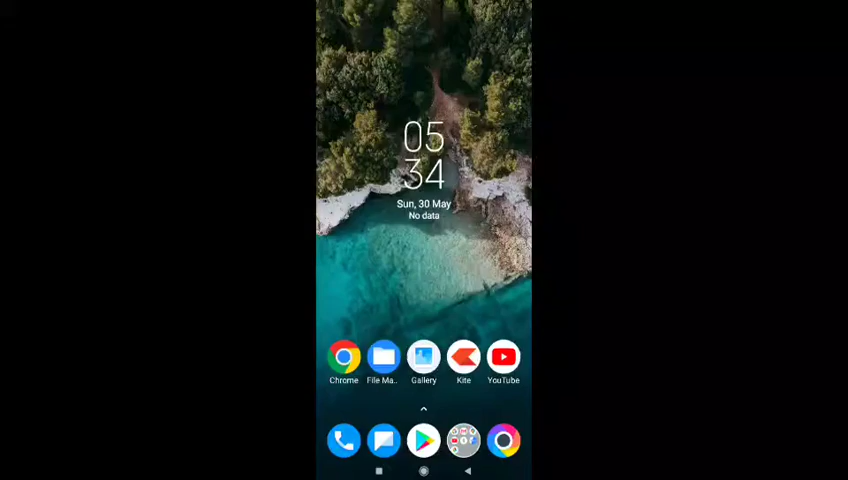 05
34
Sun, 30 May
No data
Chrome
File Ma..
Gallery
Kite
YouTube